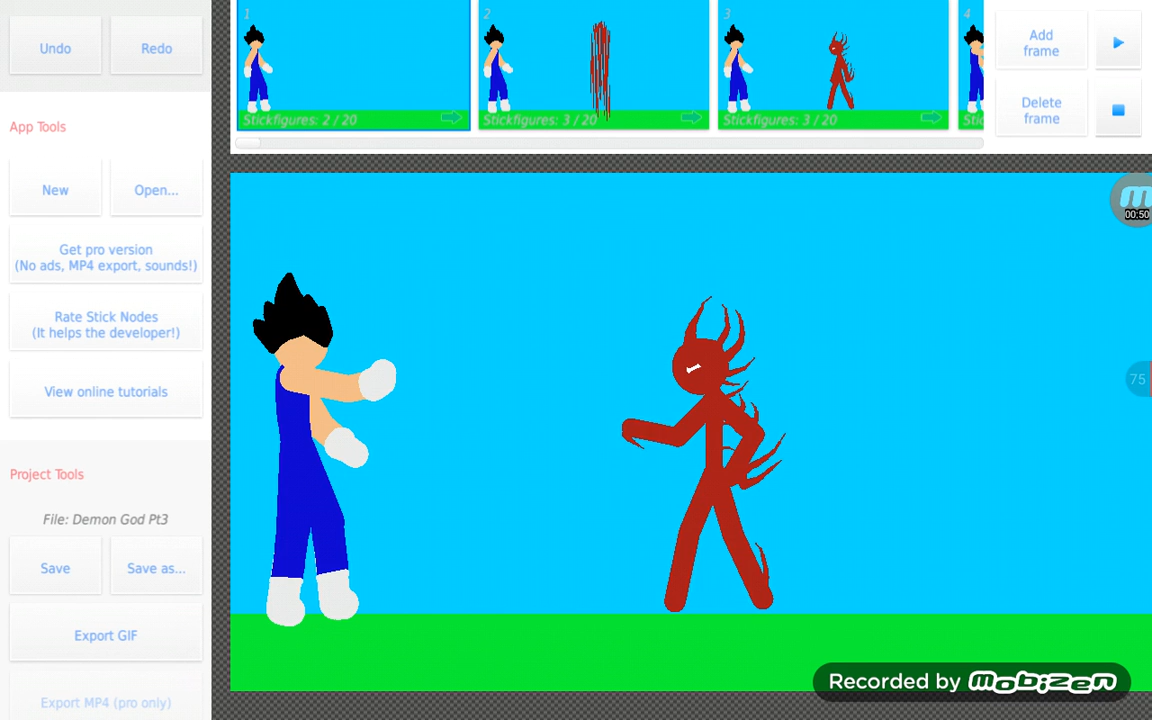 Undo
Redo
App Tools
New
Open...
Get pro version
(No ads, MP4 export, sounds!)
Rate Stick Nodes
(It helps the developer!)
View online tutorials
Project Tools
File: Demon God Pt3
Save
Save as...
Export GIF
Export MP4 (pro only)
1
Stickfigures: 2 / 20
2
Stickfigures: 3 / 20
3
Stickfigures: 3 / 20
4
Stic
Add
frame
Delete
frame
m
00:50
75
Recorded by mobizen